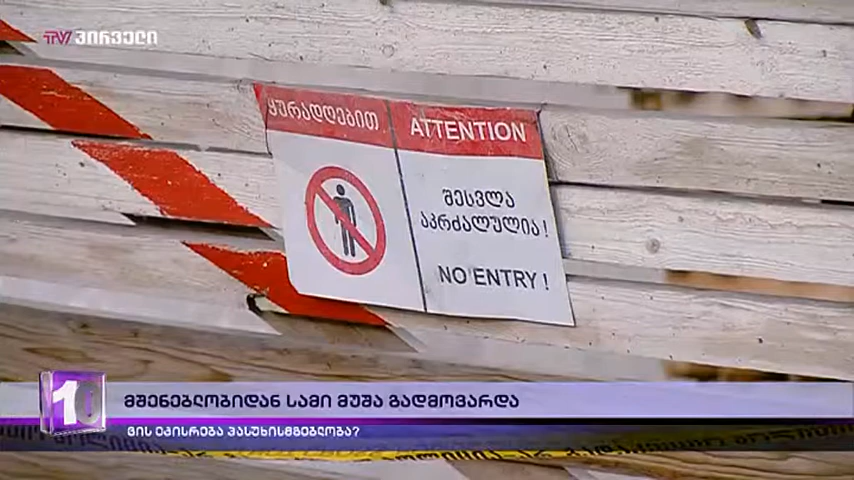 TV პირველი
ყურადღებით
ATTENTION
შესვლა
აკრძალულია!
NO ENTRY!
10
მშენებლობიდან სამი მუშა გადმოვარდა
ვის ეკისრება პასუხისმგებლობა?